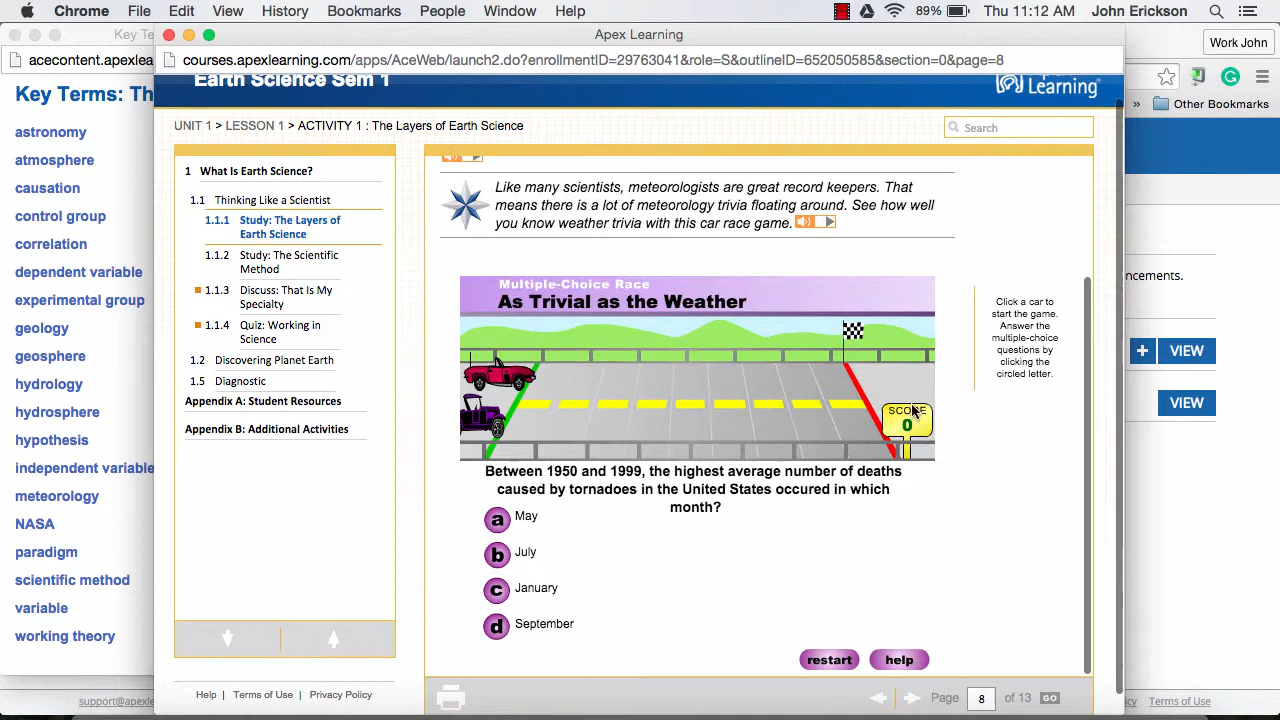 Chrome File Edit View History Bookmarks People Window Help 89% Thu 11:12 AM John Erickson
Key Te
Apex Learning
Work John
acecontent.apexlea
courses.apexlearning.com/apps/AceWeb/launch2.do?enrollmentID=29763041&role=S&outlineID=652050585&section=0&page=8
» Other Bookmarks
Key Terms: Th
astronomy
atmosphere
causation
control group
correlation
dependent variable
experimental group
geology
geosphere
hydrology
hydrosphere
hypothesis
independent variable
meteorology
NASA
paradigm
scientific method
variable
working theory
support@apexle
Earth Science Sem 1
Learning
UNIT 1 > LESSON 1 > ACTIVITY 1 : The Layers of Earth Science
Search
1 What Is Earth Science?
1.1 Thinking Like a Scientist
1.1.1 Study: The Layers of
Earth Science
1.1.2 Study: The Scientific
Method
1.1.3 Discuss: That Is My
Specialty
1.1.4 Quiz: Working in
Science
1.2 Discovering Planet Earth
1.5 Diagnostic
Appendix A: Student Resources
Appendix B: Additional Activities
Help | Terms of Use | Privacy Policy
Like many scientists, meteorologists are great record keepers. That
means there is a lot of meteorology trivia floating around. See how well
you know weather trivia with this car race game.
Multiple-Choice Race
As Trivial as the Weather
SCORE
0
Click a car to
start the game.
Answer the
multiple-choice
questions by
clicking the
circled letter.
Between 1950 and 1999, the highest average number of deaths
caused by tornadoes in the United States occured in which
month?
a May
b July
c January
d September
restart help
Page 8 of 13 GO
ncements.
+ VIEW
VIEW
Terms of Use